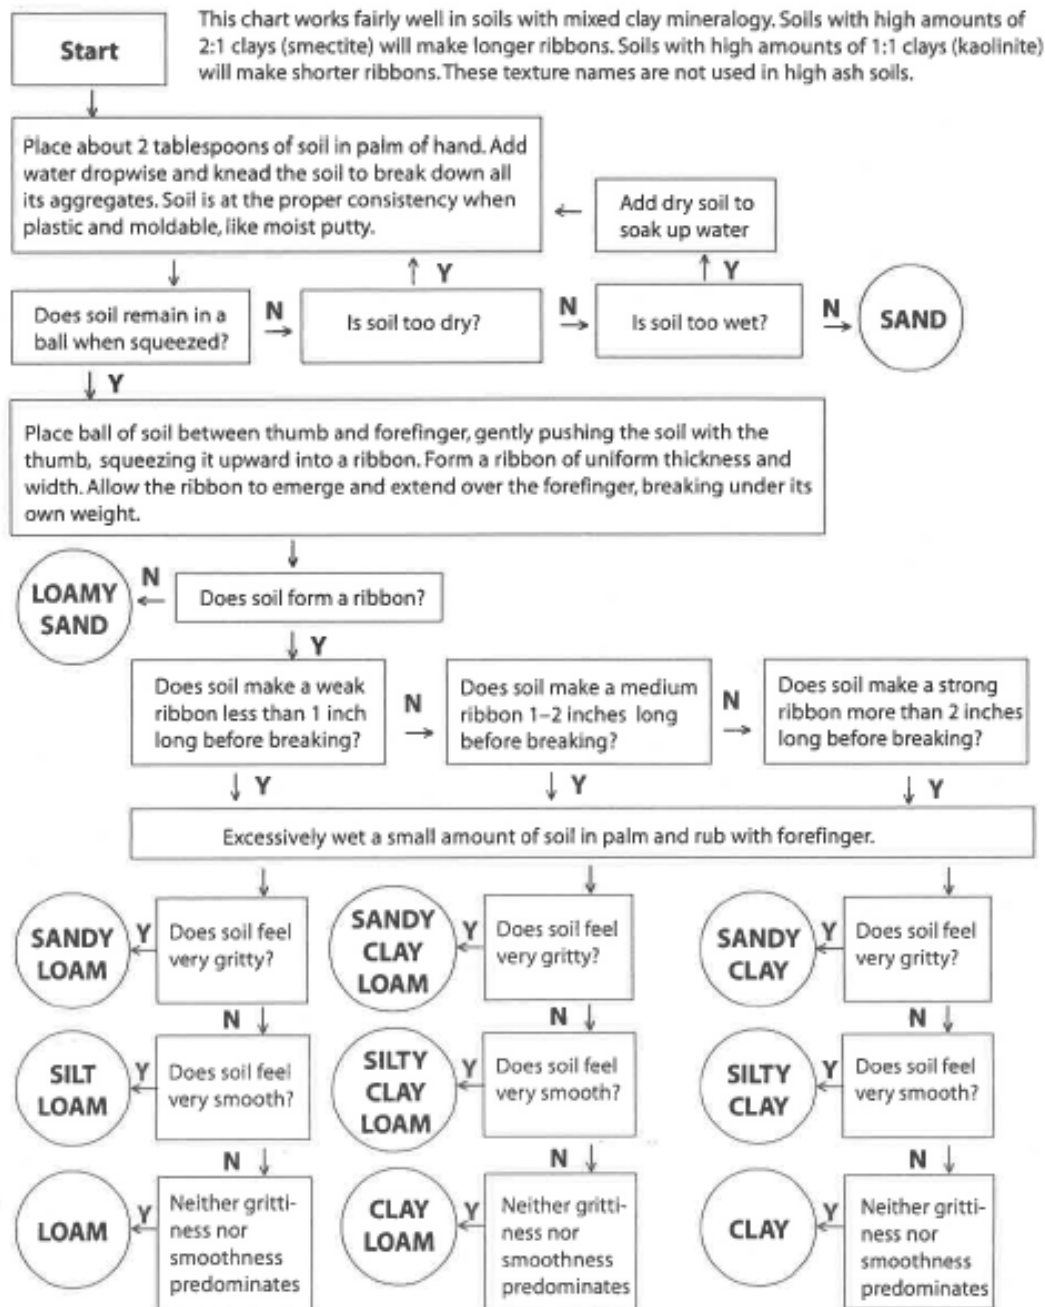 Start
This chart works fairly well in soils with mixed clay mineralogy. Soils with high amounts of
2:1 clays (smectite) will make longer ribbons. Soils with high amounts of 1:1 clays (kaolinite)
will make shorter ribbons. These texture names are not used in high ash soils.
Place about 2 tablespoons of soil in palm of hand. Add
water dropwise and knead the soil to break down all
its aggregates. Soil is at the proper consistency when
plastic and moldable, like moist putty.
Add dry soil to
soak up water
Y
Y
Does soil remain in a
ball when squeezed?
N
Is soil too dry?
N
Is soil too wet?
N
SAND
Y
Place ball of soil between thumb and forefinger, gently pushing the soil with the
thumb, squeezing it upward into a ribbon. Form a ribbon of uniform thickness and
width. Allow the ribbon to emerge and extend over the forefinger, breaking under its
own weight.
LOAMY
SAND
N
Does soil form a ribbon?
Y
Does soil make a weak
ribbon less than 1 inch
long before breaking?
N
Does soil make a medium
ribbon 1–2 inches long
before breaking?
N
Does soil make a strong
ribbon more than 2 inches
long before breaking?
Y
Y
Y
Excessively wet a small amount of soil in palm and rub with forefinger.
SANDY
LOAM
Y
Does soil feel
very gritty?
SANDY
CLAY
LOAM
Y
Does soil feel
very gritty?
SANDY
CLAY
Y
Does soil feel
very gritty?
N
N
N
SILT
LOAM
Y
Does soil feel
very smooth?
SILTY
CLAY
LOAM
Y
Does soil feel
very smooth?
SILTY
CLAY
Y
Does soil feel
very smooth?
N
N
N
LOAM
Y
Neither gritti-
ness nor
smoothness
predominates
CLAY
LOAM
Y
Neither gritti-
ness nor
smoothness
predominates
CLAY
Y
Neither gritti-
ness nor
smoothness
predominates